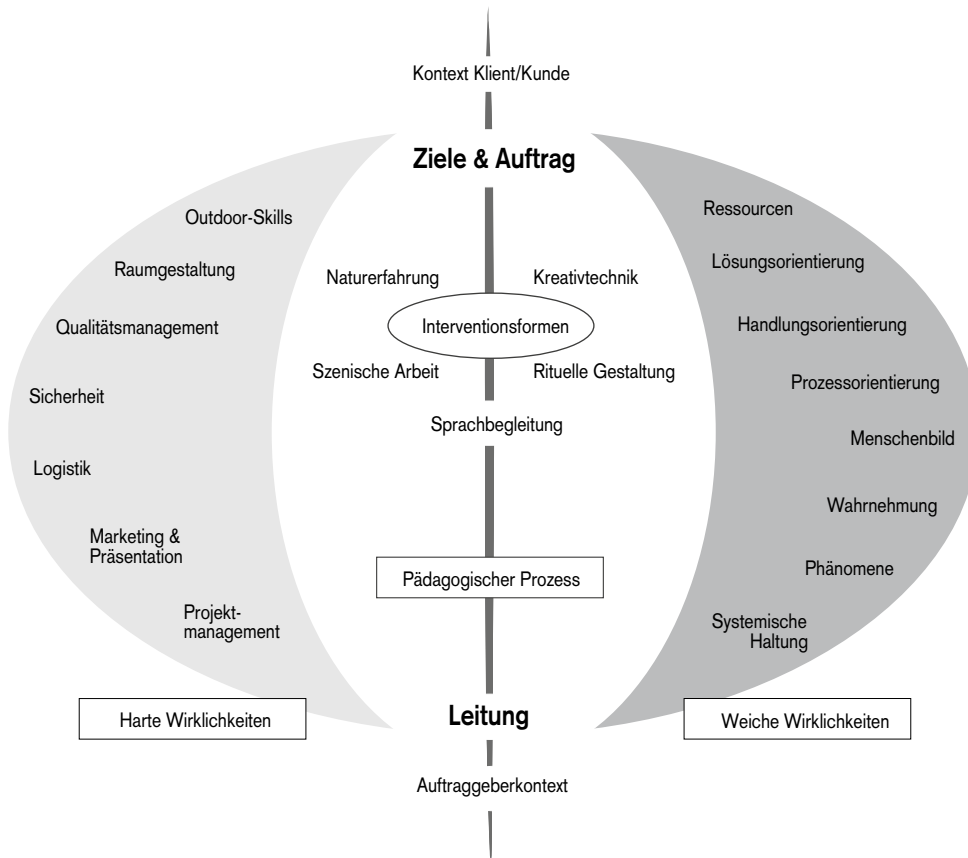 Kontext Klient/Kunde
Ziele & Auftrag
Outdoor-Skills
Raumgestaltung
Qualitätsmanagement
Sicherheit
Logistik
Marketing &
Präsentation
Projekt-
management
Harte Wirklichkeiten
Naturerfahrung
Kreativtechnik
Interventionsformen
Szenische Arbeit
Rituelle Gestaltung
Sprachbegleitung
Pädagogischer Prozess
Leitung
Auftraggeberkontext
Ressourcen
Lösungsorientierung
Handlungsorientierung
Prozessorientierung
Menschenbild
Wahrnehmung
Phänomene
Systemische
Haltung
Weiche Wirklichkeiten